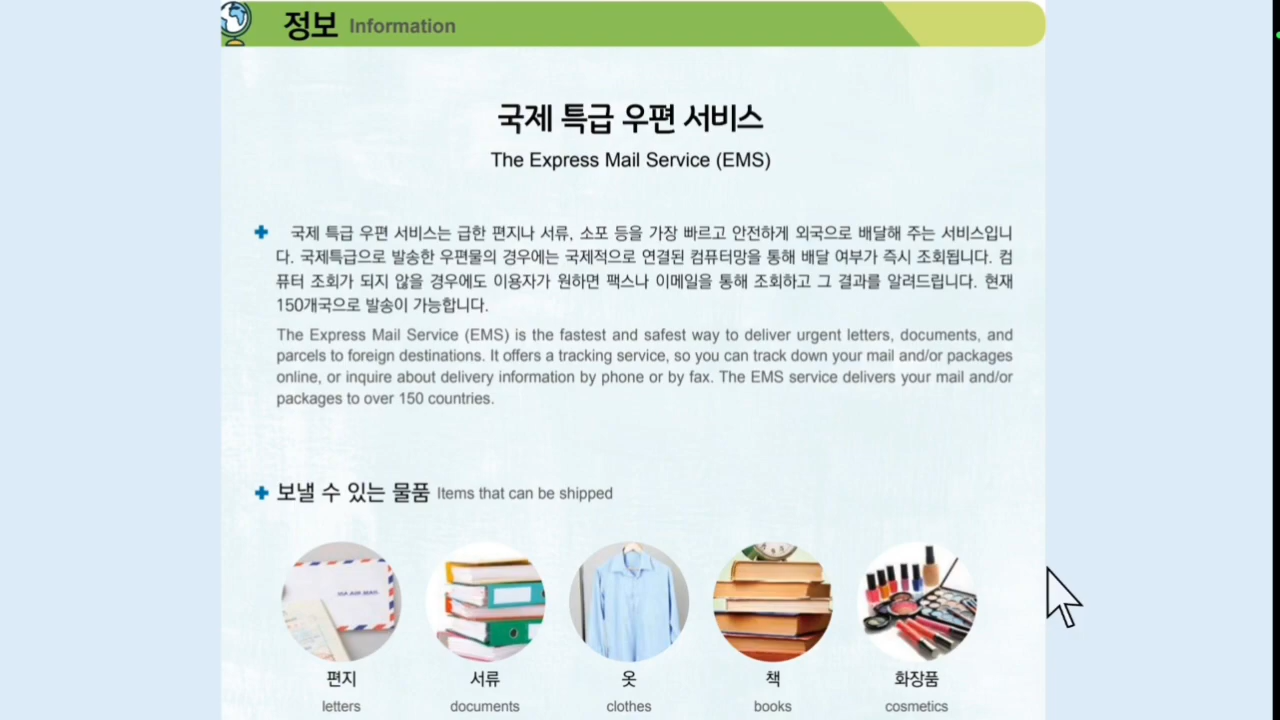 정보 Information
국제 특급 우편 서비스
The Express Mail Service (EMS)
국제 특급 우편 서비스는 급한 편지나 서류, 소포 등을 가장 빠르고 안전하게 외국으로 배달해 주는 서비스입니
다. 국제특급으로 발송한 우편물의 경우에는 국제적으로 연결된 컴퓨터망을 통해 배달 여부가 즉시 조회됩니다. 컴
퓨터 조회가 되지 않을 경우에도 이용자가 원하면 팩스나 이메일을 통해 조회하고 그 결과를 알려드립니다. 현재
150개국으로 발송이 가능합니다.
The Express Mail Service (EMS) is the fastest and safest way to deliver urgent letters, documents, and
parcels to foreign destinations. It offers a tracking service, so you can track down your mail and/or packages
online, or inquire about delivery information by phone or by fax. The EMS service delivers your mail and/or
packages to over 150 countries.
보낼 수 있는 물품 Items that can be shipped
VIA AIR MAIL
편지 서류 옷 책 화장품
letters documents clothes books cosmetics